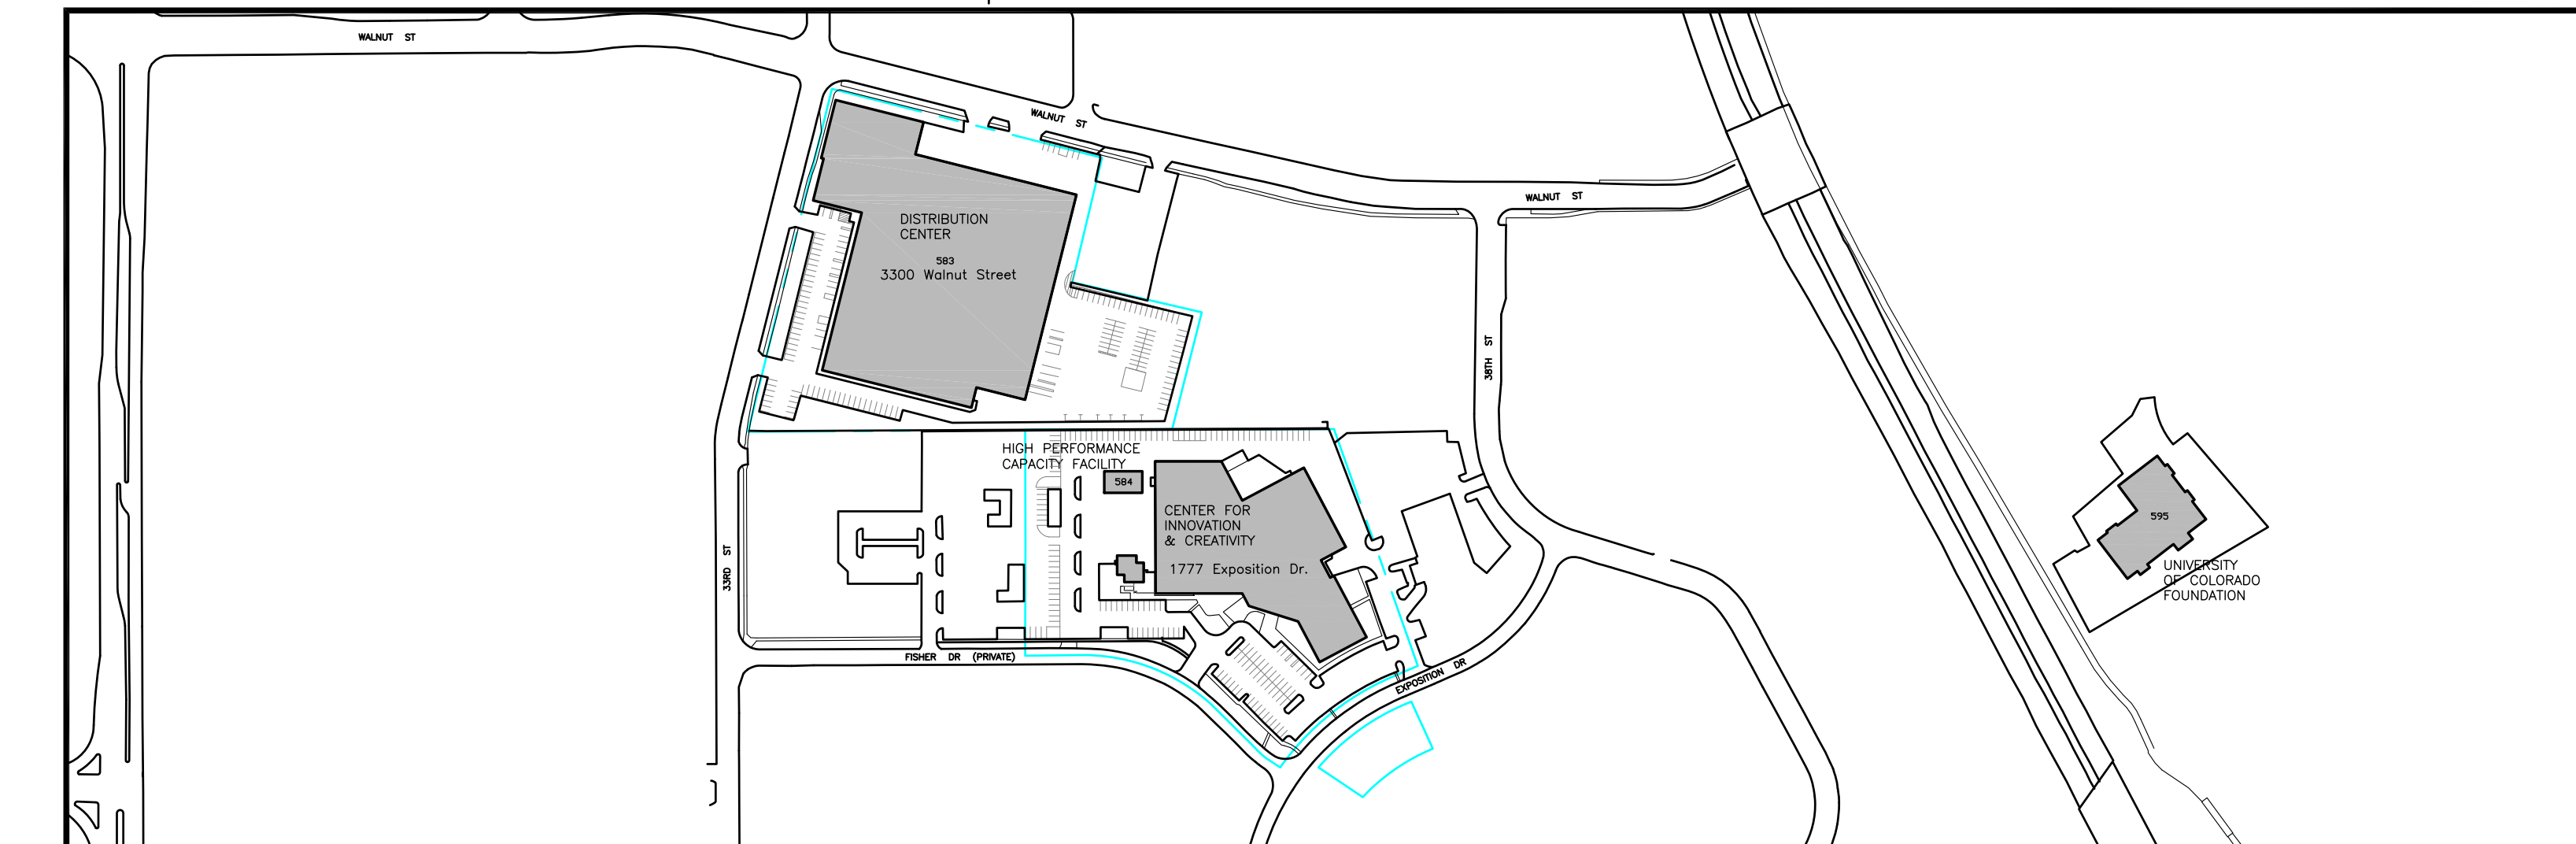 WALNUT ST
WALNUT ST
WALNUT ST
DISTRIBUTION
CENTER
583
3300 Walnut Street
38TH ST
HIGH PERFORMANCE
CAPACITY FACILITY
584
CENTER FOR
INNOVATION
& CREATIVITY
1777 Exposition Dr.
595
UNIVERSITY
OF COLORADO
FOUNDATION
33RD ST
FISHER DR (PRIVATE)
EXPOSITION DR